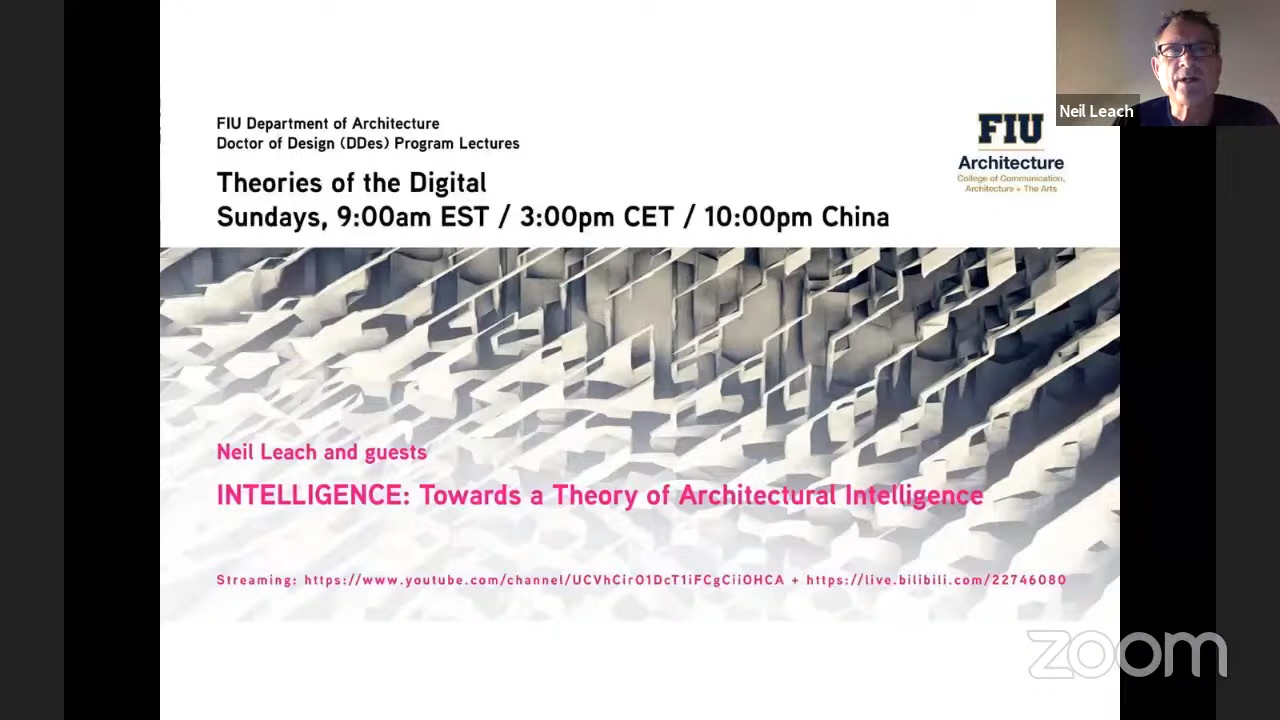 FIU Department of Architecture
Doctor of Design (DDes) Program Lectures
Theories of the Digital
Sundays, 9:00am EST / 3:00pm CET / 10:00pm China
FIU
Architecture
College of Communication,
Architecture + The Arts
Neil Leach
Neil Leach and guests
INTELLIGENCE: Towards a Theory of Architectural Intelligence
Streaming: https://www.youtube.com/channel/UCVhCirO1DcT1iFCgCiiOHCA + https://live.bilibili.com/22746080
zoom